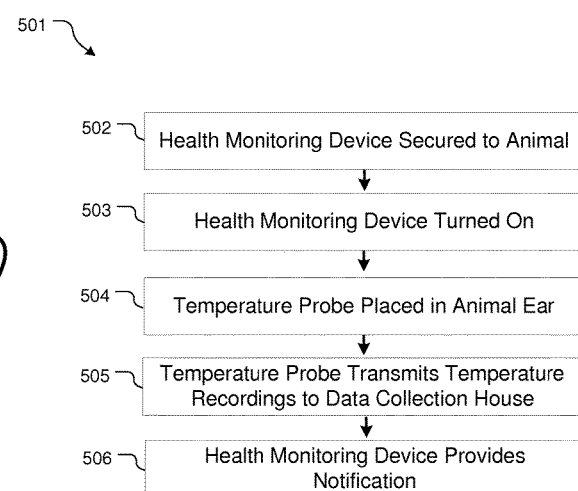 501
502
Health Monitoring Device Secured to Animal
503
Health Monitoring Device Turned On
504
Temperature Probe Placed in Animal Ear
505
Temperature Probe Transmits Temperature
Recordings to Data Collection House
506
Health Monitoring Device Provides
Notification